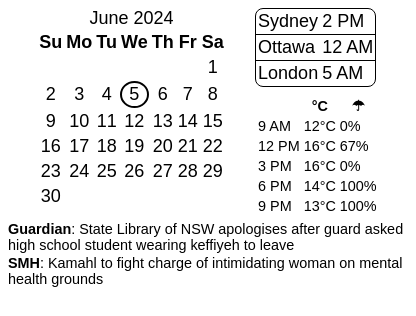 June 2024
Su Mo Tu We Th Fr Sa
1
2 3 4 5 6 7 8
9 10 11 12 13 14 15
16 17 18 19 20 21 22
23 24 25 26 27 28 29
30
Sydney 2 PM
Ottawa 12 AM
London 5 AM
°C ☂
9 AM 12°C 0%
12 PM 16°C 67%
3 PM 16°C 0%
6 PM 14°C 100%
9 PM 13°C 100%
Guardian: State Library of NSW apologises after guard asked
high school student wearing keffiyeh to leave
SMH: Kamahl to fight charge of intimidating woman on mental
health grounds